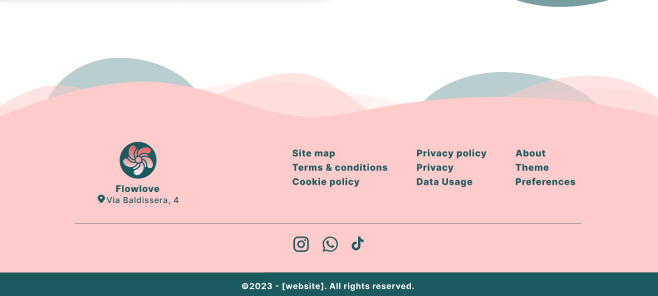 Flowlove
Via Baldissera, 4
Site map
Terms & conditions
Cookie policy
Privacy policy
Privacy
Data Usage
About
Theme
Preferences
©2023 - [website]. All rights reserved.